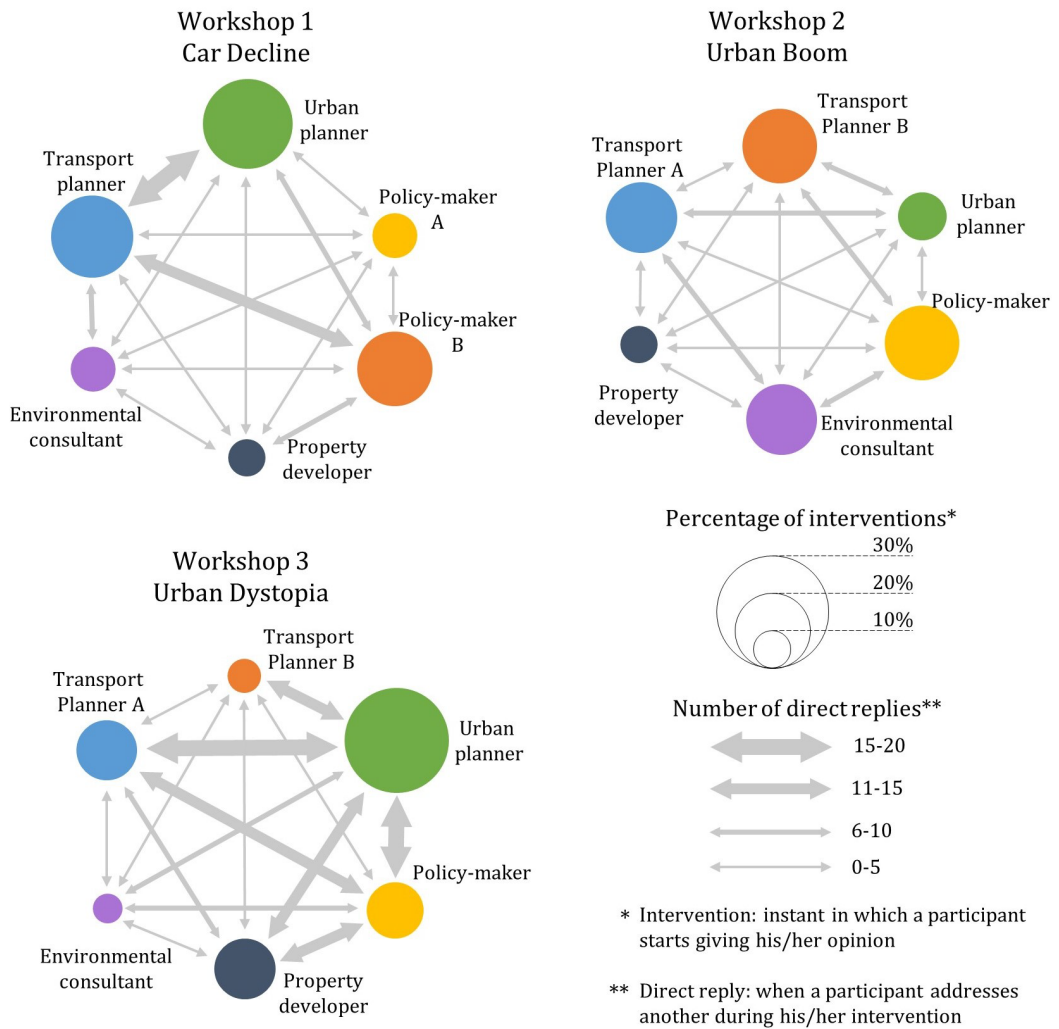 Workshop 1
Car Decline
Urban
planner
Transport
planner
Policy-maker
A
Policy-maker
B
Environmental
consultant
Property
developer
Workshop 2
Urban Boom
Transport
Planner B
Transport
Planner A
Urban
planner
Policy-maker
Property
developer
Environmental
consultant
Workshop 3
Urban Dystopia
Transport
Planner B
Transport
Planner A
Urban
planner
Policy-maker
Environmental
consultant
Property
developer
Percentage of interventions*
30%
20%
10%
Number of direct replies**
15-20
11-15
6-10
0-5
* Intervention: instant in which a participant
starts giving his/her opinion
** Direct reply: when a participant addresses
another during his/her intervention